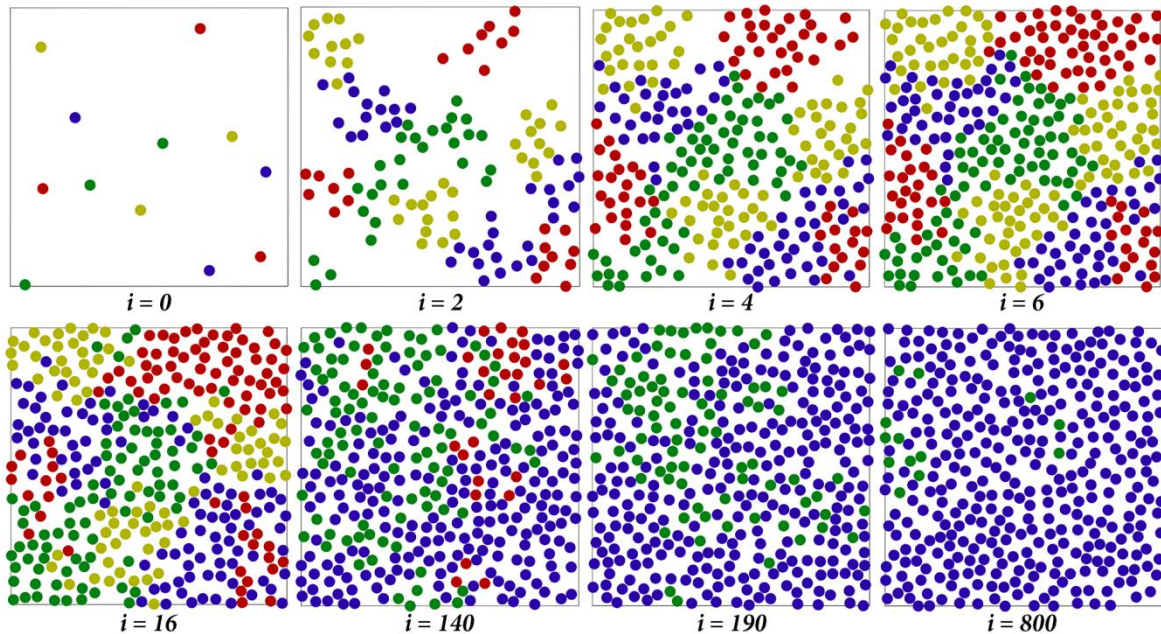 i = 0
i = 2
i = 4
i = 6
i = 16
i = 140
i = 190
i = 800